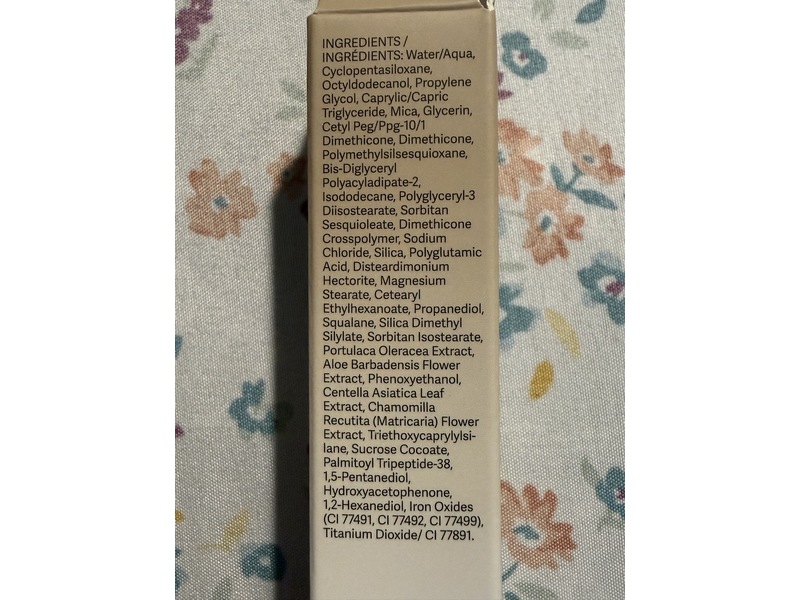 INGREDIENTS /
INGRÉDIENTS: Water/Aqua,
Cyclopentasiloxane,
Octyldodecanol, Propylene
Glycol, Caprylic/Capric
Triglyceride, Mica, Glycerin,
Cetyl Peg/Ppg-10/1
Dimethicone, Dimethicone,
Polymethylsilsesquioxane,
Bis-Diglyceryl
Polyacyladipate-2,
Isododecane, Polyglyceryl-3
Diisostearate, Sorbitan
Sesquioleate, Dimethicone
Crosspolymer, Sodium
Chloride, Silica, Polyglutamic
Acid, Disteardimonium
Hectorite, Magnesium
Stearate, Cetearyl
Ethylhexanoate, Propanediol,
Squalane, Silica Dimethyl
Silylate, Sorbitan Isostearate,
Portulaca Oleracea Extract,
Aloe Barbadensis Flower
Extract, Phenoxyethanol,
Centella Asiatica Leaf
Extract, Chamomilla
Recutita (Matricaria) Flower
Extract, Triethoxycaprylylsi-
lane, Sucrose Cocoate,
Palmitoyl Tripeptide-38,
1,5-Pentanediol,
Hydroxyacetophenone,
1,2-Hexanediol, Iron Oxides
(CI 77491, CI 77492, CI 77499),
Titanium Dioxide/ CI 77891.